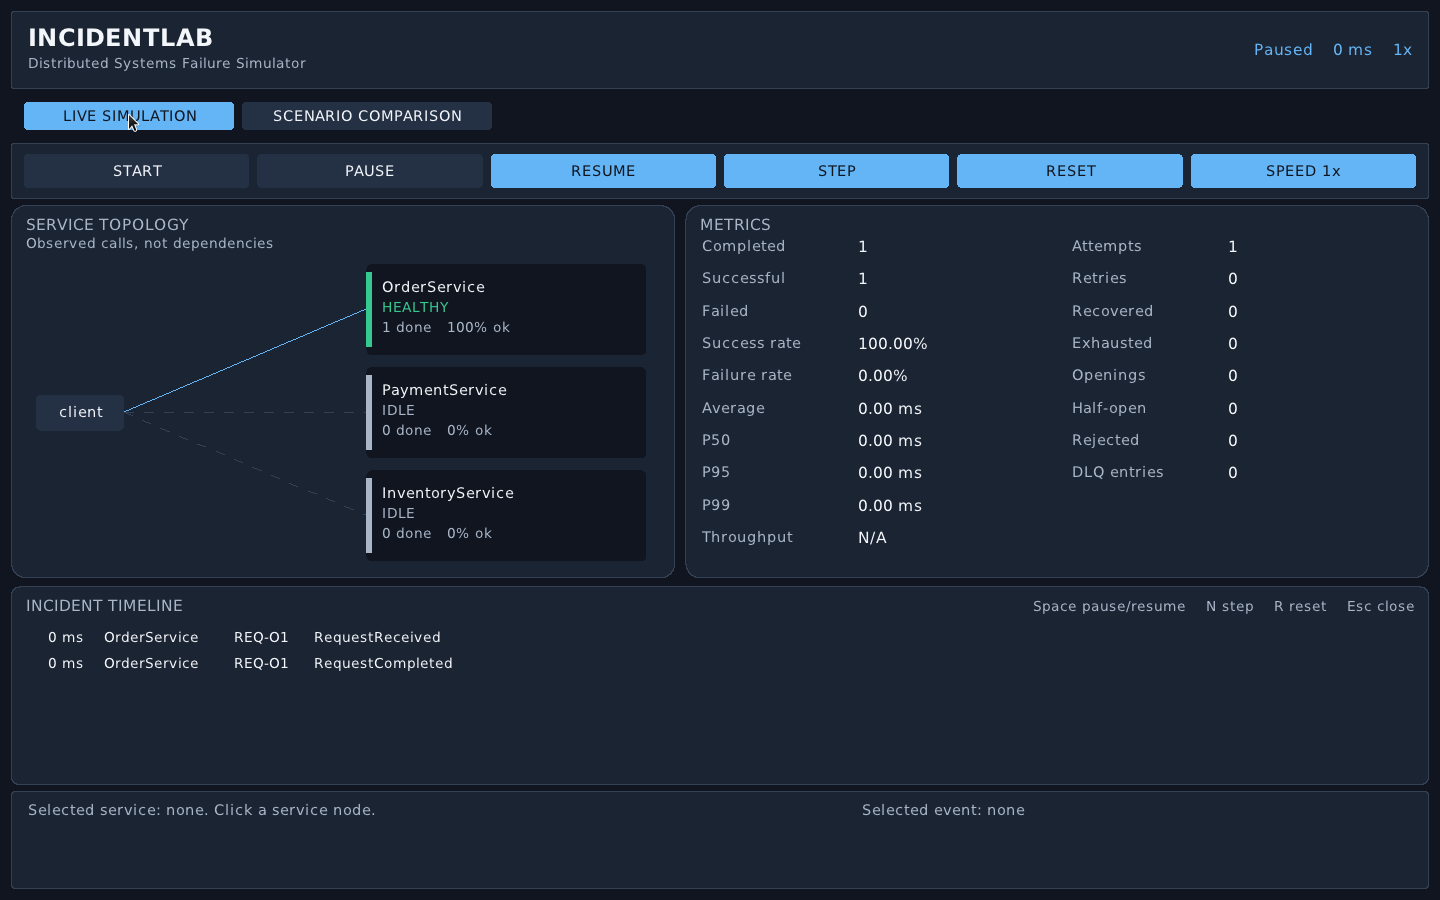 INCIDENTLAB
Distributed Systems Failure Simulator
Paused 0 ms 1x
LIVE SIMULATION SCENARIO COMPARISON
START PAUSE RESUME STEP RESET SPEED 1x
SERVICE TOPOLOGY
Observed calls, not dependencies
client
OrderService
HEALTHY
1 done 100% ok
PaymentService
IDLE
0 done 0% ok
InventoryService
IDLE
0 done 0% ok
METRICS
Completed 1 Attempts 1
Successful 1 Retries 0
Failed 0 Recovered 0
Success rate 100.00% Exhausted 0
Failure rate 0.00% Openings 0
Average 0.00 ms Half-open 0
P50 0.00 ms Rejected 0
P95 0.00 ms DLQ entries 0
P99 0.00 ms
Throughput N/A
INCIDENT TIMELINE Space pause/resume N step R reset Esc close
0 ms OrderService REQ-O1 RequestReceived
0 ms OrderService REQ-O1 RequestCompleted
Selected service: none. Click a service node. Selected event: none